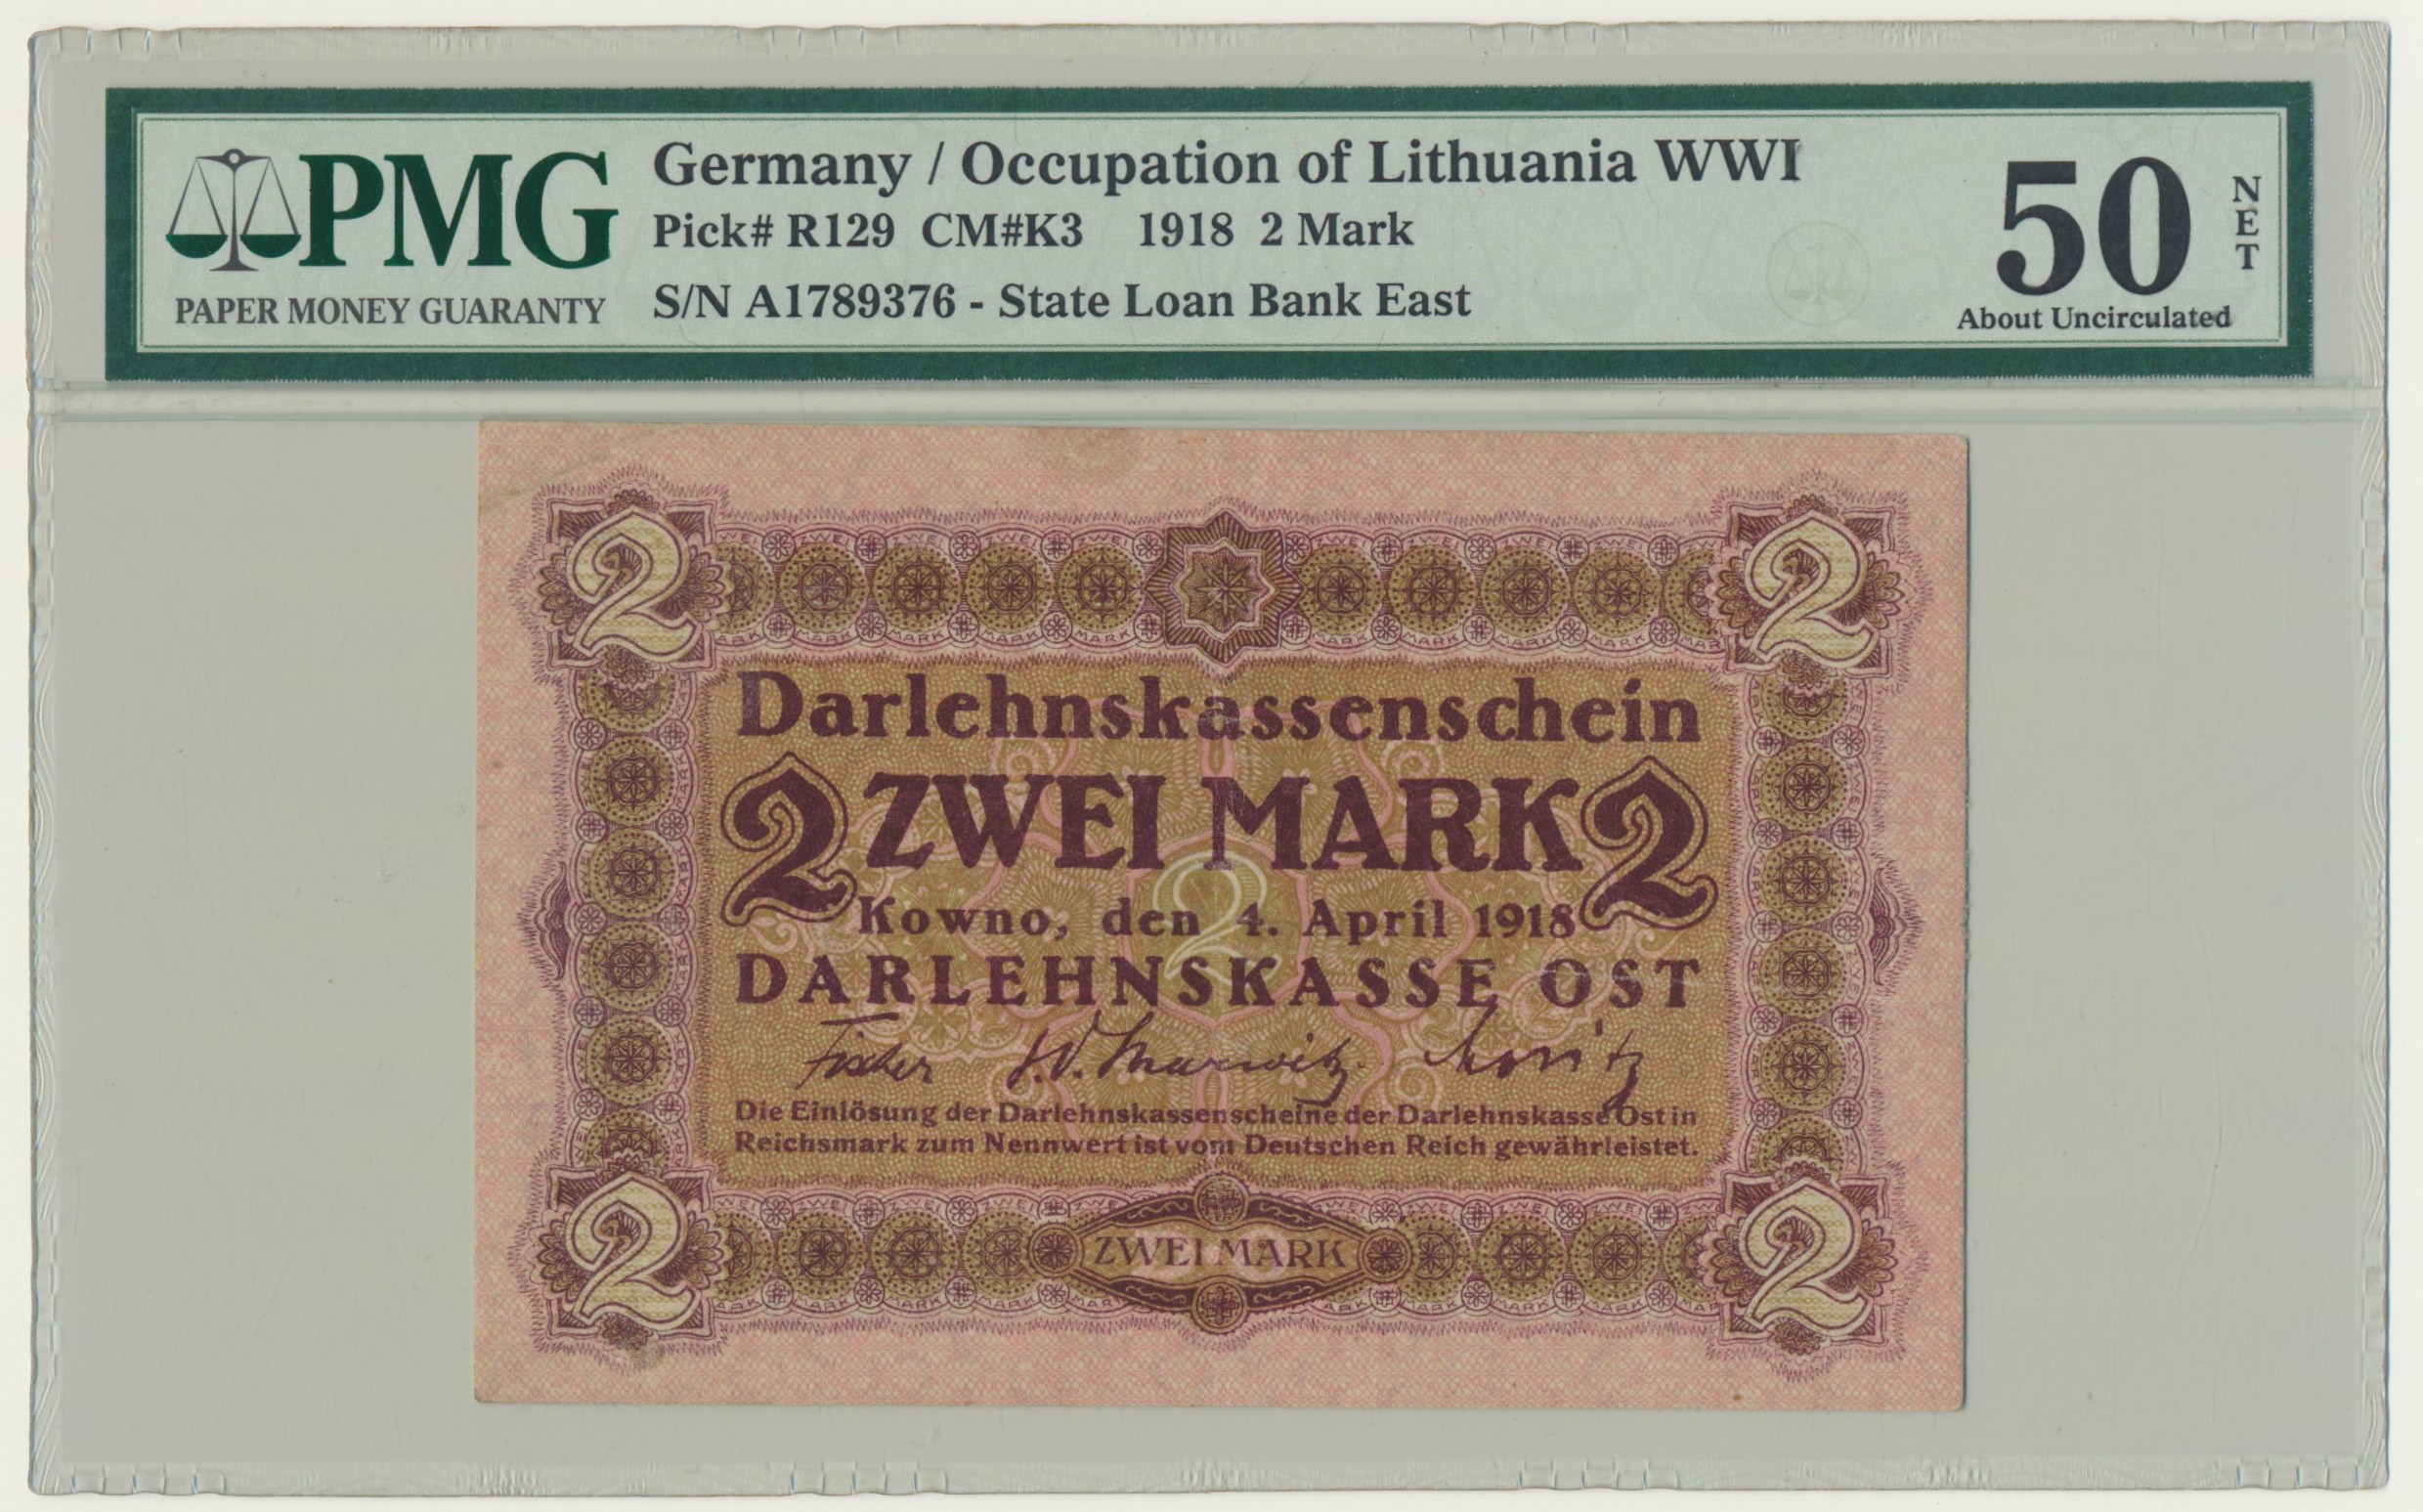 PMG
PAPER MONEY GUARANTY
Germany / Occupation of Lithuania WWI
Pick# R129 CM#K3 1918 2 Mark
S/N A1789376 - State Loan Bank East
50
NET
About Uncirculated
2 2
Darlehnskassenschein
2 ZWEI MARK 2
2
Kowno, den 4. April 1918
DARLEHNSKASSE OST
Fischer
Die Einlösung der Darlehnskassenscheine der Darlehnskasse Ost in
Reichsmark zum Nennwert ist vom Deutschen Reich gewährleistet.
2 ZWEI MARK 2